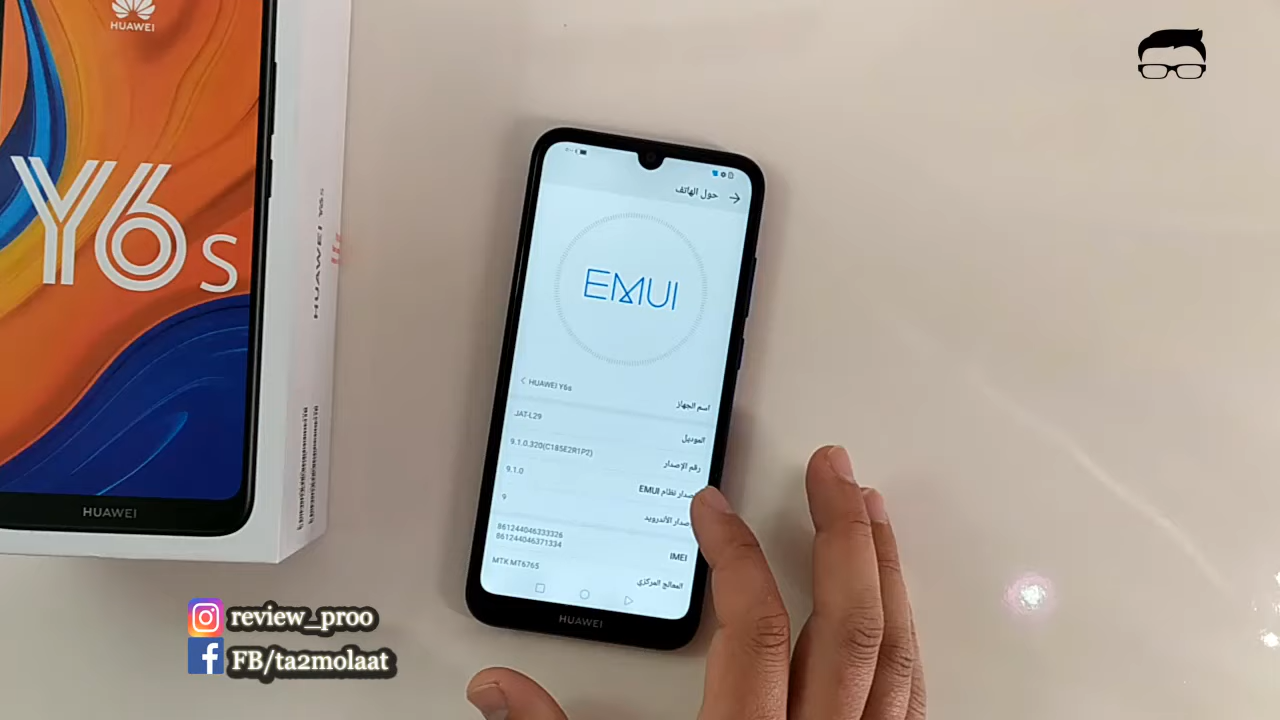 HUAWEI
Y6s
HUAWEI Y6s
HUAWEI
حول الهاتف
EMUI
اسم الجهاز
HUAWEI Y6s
الموديل
JAT-L29
رقم الإصدار
9.1.0.320(C185E2R1P2)
إصدار نظام EMUI
9.1.0
إصدار الأندرويد
9
IMEI
861244046333326
861244046371334
المعالج المركزي
MTK MT6765
HUAWEI
review_proo
FB/ta2molaat